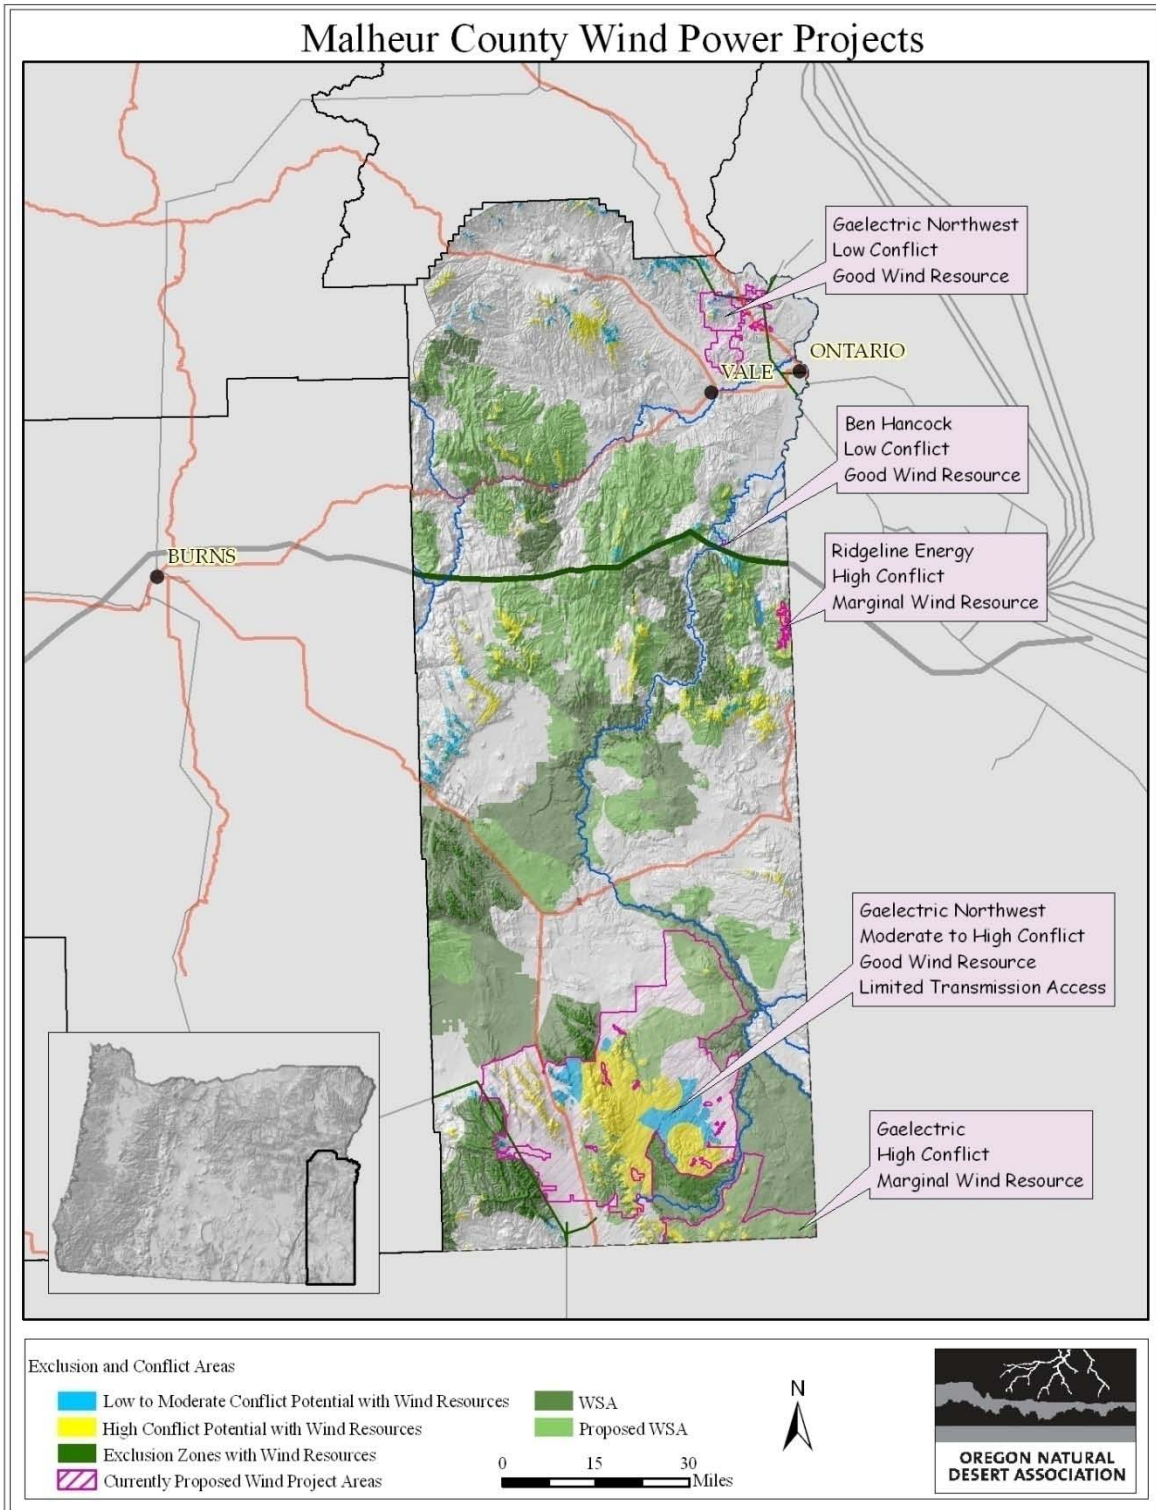 Malheur County Wind Power Projects
Gaelectric Northwest
Low Conflict
Good Wind Resource
ONTARIO
VALE
Ben Hancock
Low Conflict
Good Wind Resource
BURNS
Ridgeline Energy
High Conflict
Marginal Wind Resource
Gaelectric Northwest
Moderate to High Conflict
Good Wind Resource
Limited Transmission Access
Gaelectric
High Conflict
Marginal Wind Resource
Exclusion and Conflict Areas
Low to Moderate Conflict Potential with Wind Resources
High Conflict Potential with Wind Resources
Exclusion Zones with Wind Resources
Currently Proposed Wind Project Areas
WSA
Proposed WSA
0 15 30
Miles
N
OREGON NATURAL
DESERT ASSOCIATION